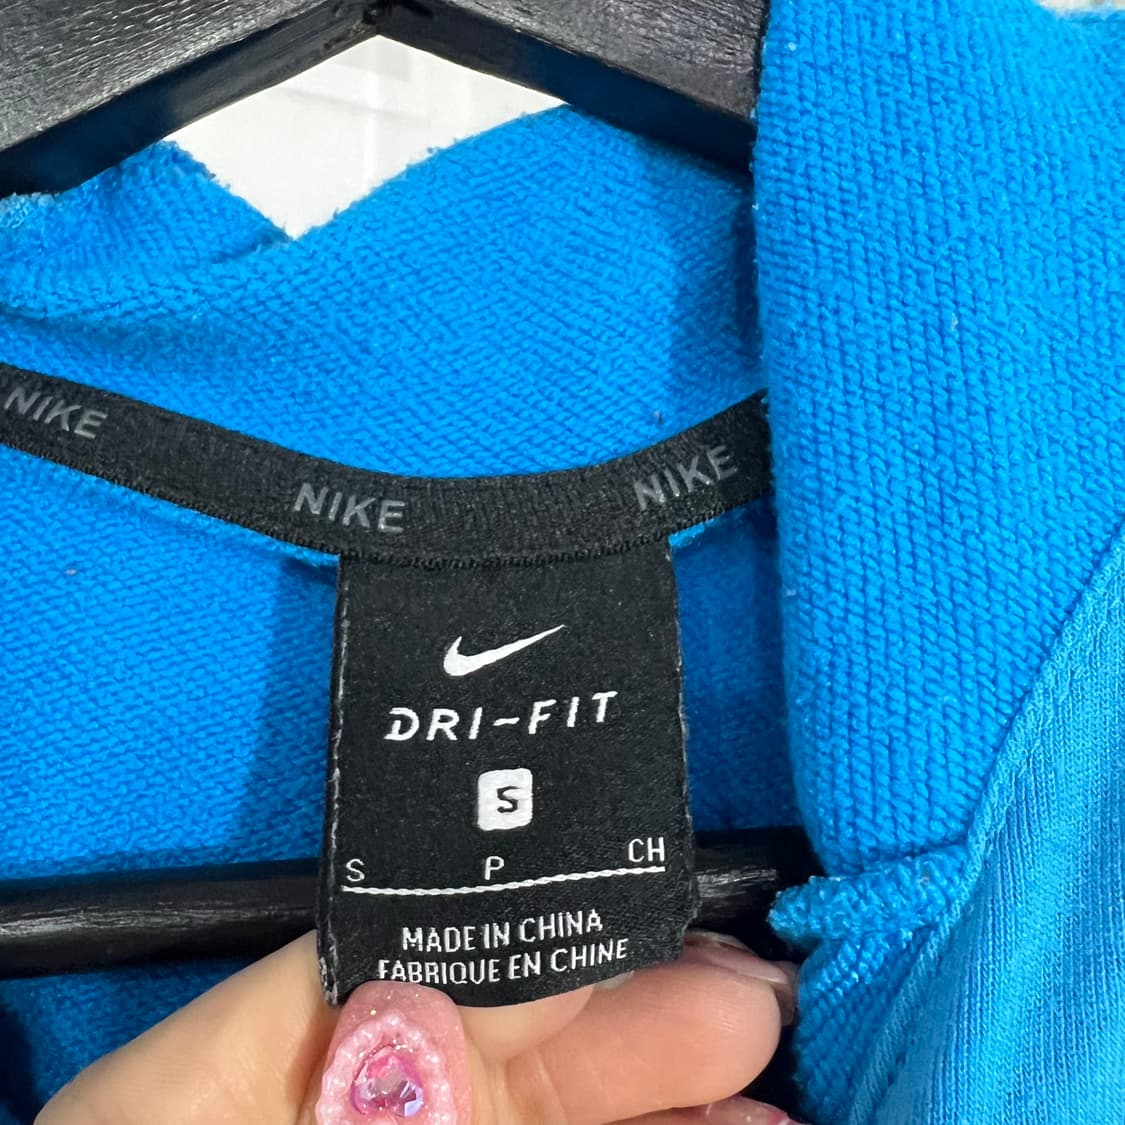 NIKE
NIKE
NIKE
DRI-FIT
S
S P CH
MADE IN CHINA
FABRIQUE EN CHINE